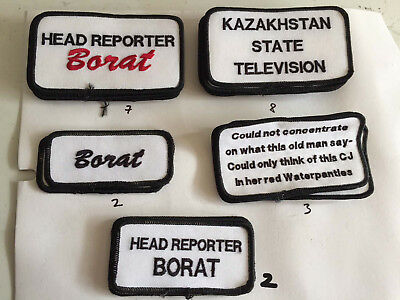 HEAD REPORTER
Borat
7
KAZAKHSTAN
STATE
TELEVISION
8
Borat
2
Could not concentrate
on what this old man say-
Could only think of this CJ
in her red Waterpanties
3
HEAD REPORTER
BORAT
2